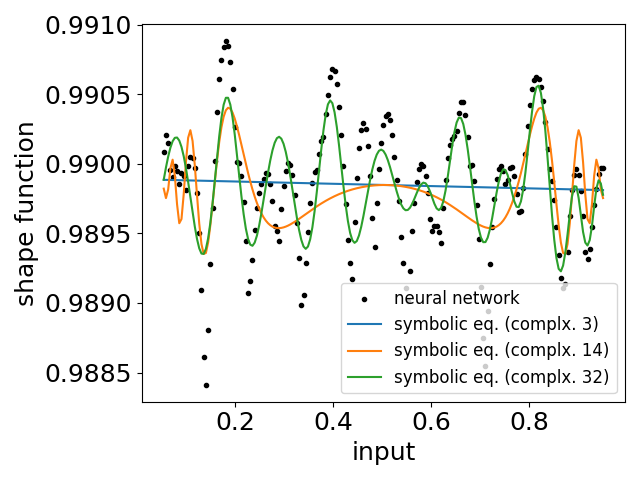 0.9910
0.9905
0.9900
0.9895
0.9890
0.9885
shape function
neural network
symbolic eq. (complx. 3)
symbolic eq. (complx. 14)
symbolic eq. (complx. 32)
0.2 0.4 0.6 0.8
input